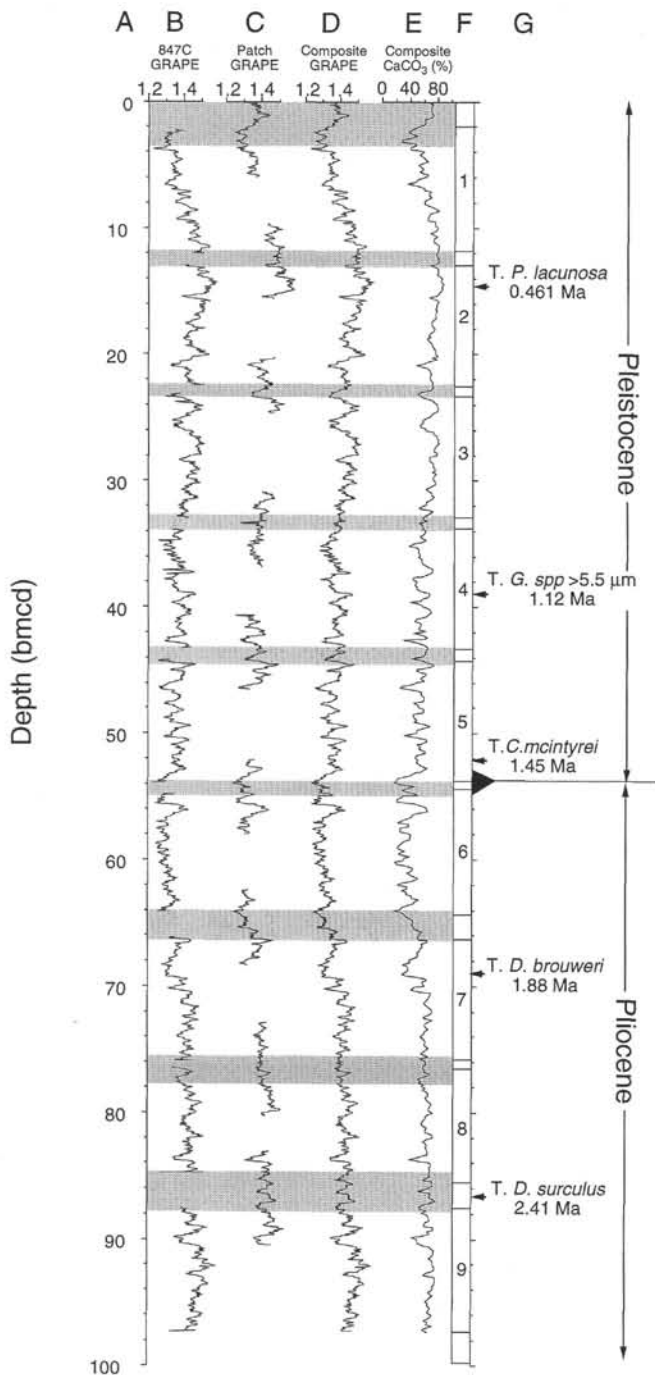 A B C D E F G
847C GRAPE Patch GRAPE Composite GRAPE Composite CaCO3 (%)
1.2 1.4 1.2 1.4 1.2 1.4 0 40 80
Depth (bmcd)
0
10
20
30
40
50
60
70
80
90
100
1
2
3
4
5
6
7
8
9
T. P. lacunosa
0.461 Ma
T. G. spp >5.5 μm
1.12 Ma
T.C.mcintyrei
1.45 Ma
T. D. brouweri
1.88 Ma
T. D. surculus
2.41 Ma
Pleistocene
Pliocene